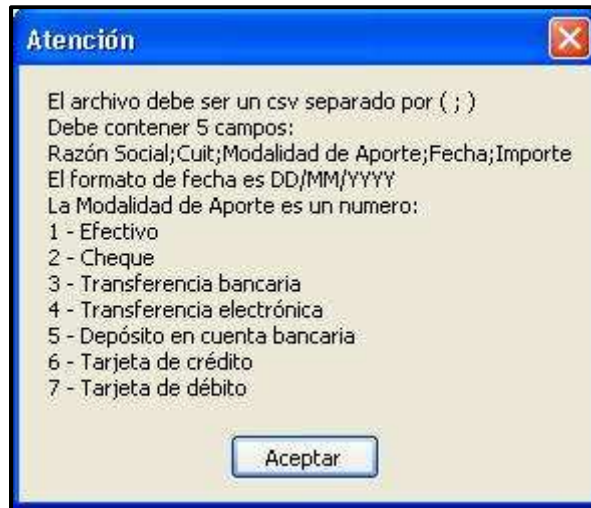 Atención
El archivo debe ser un csv separado por ( ; )
Debe contener 5 campos:
Razón Social;Cuit;Modalidad de Aporte;Fecha;Importe
El formato de fecha es DD/MM/YYYY
La Modalidad de Aporte es un numero:
1 - Efectivo
2 - Cheque
3 - Transferencia bancaria
4 - Transferencia electrónica
5 - Depósito en cuenta bancaria
6 - Tarjeta de crédito
7 - Tarjeta de débito
Aceptar